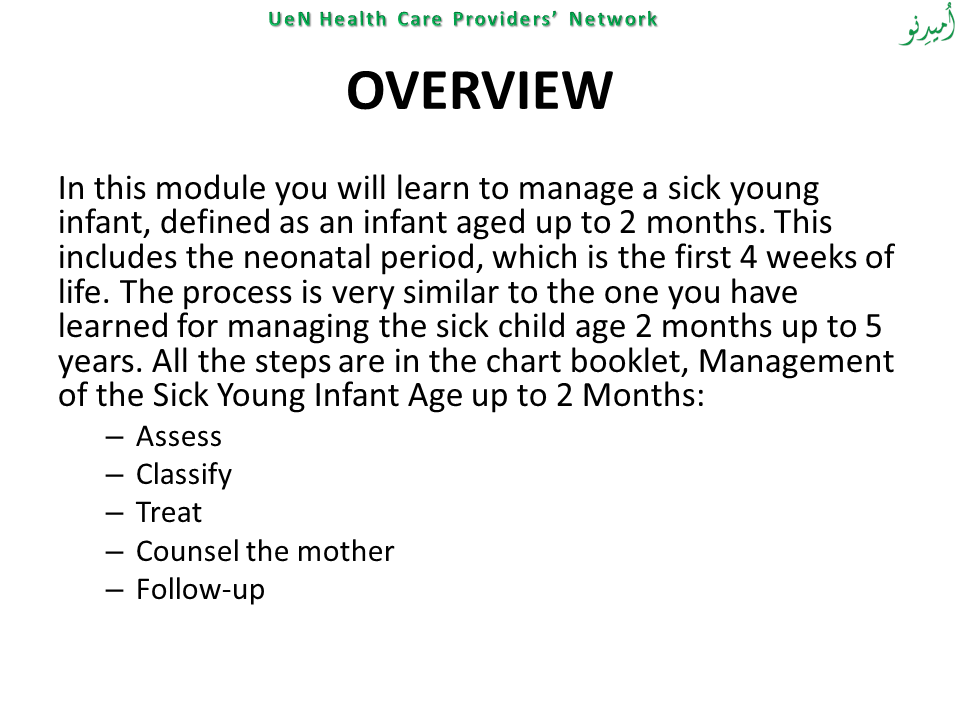 UeN Health Care Providers’ Network
أُميدِنو
OVERVIEW
In this module you will learn to manage a sick young
infant, defined as an infant aged up to 2 months. This
includes the neonatal period, which is the first 4 weeks of
life. The process is very similar to the one you have
learned for managing the sick child age 2 months up to 5
years. All the steps are in the chart booklet, Management
of the Sick Young Infant Age up to 2 Months:
– Assess
– Classify
– Treat
– Counsel the mother
– Follow-up